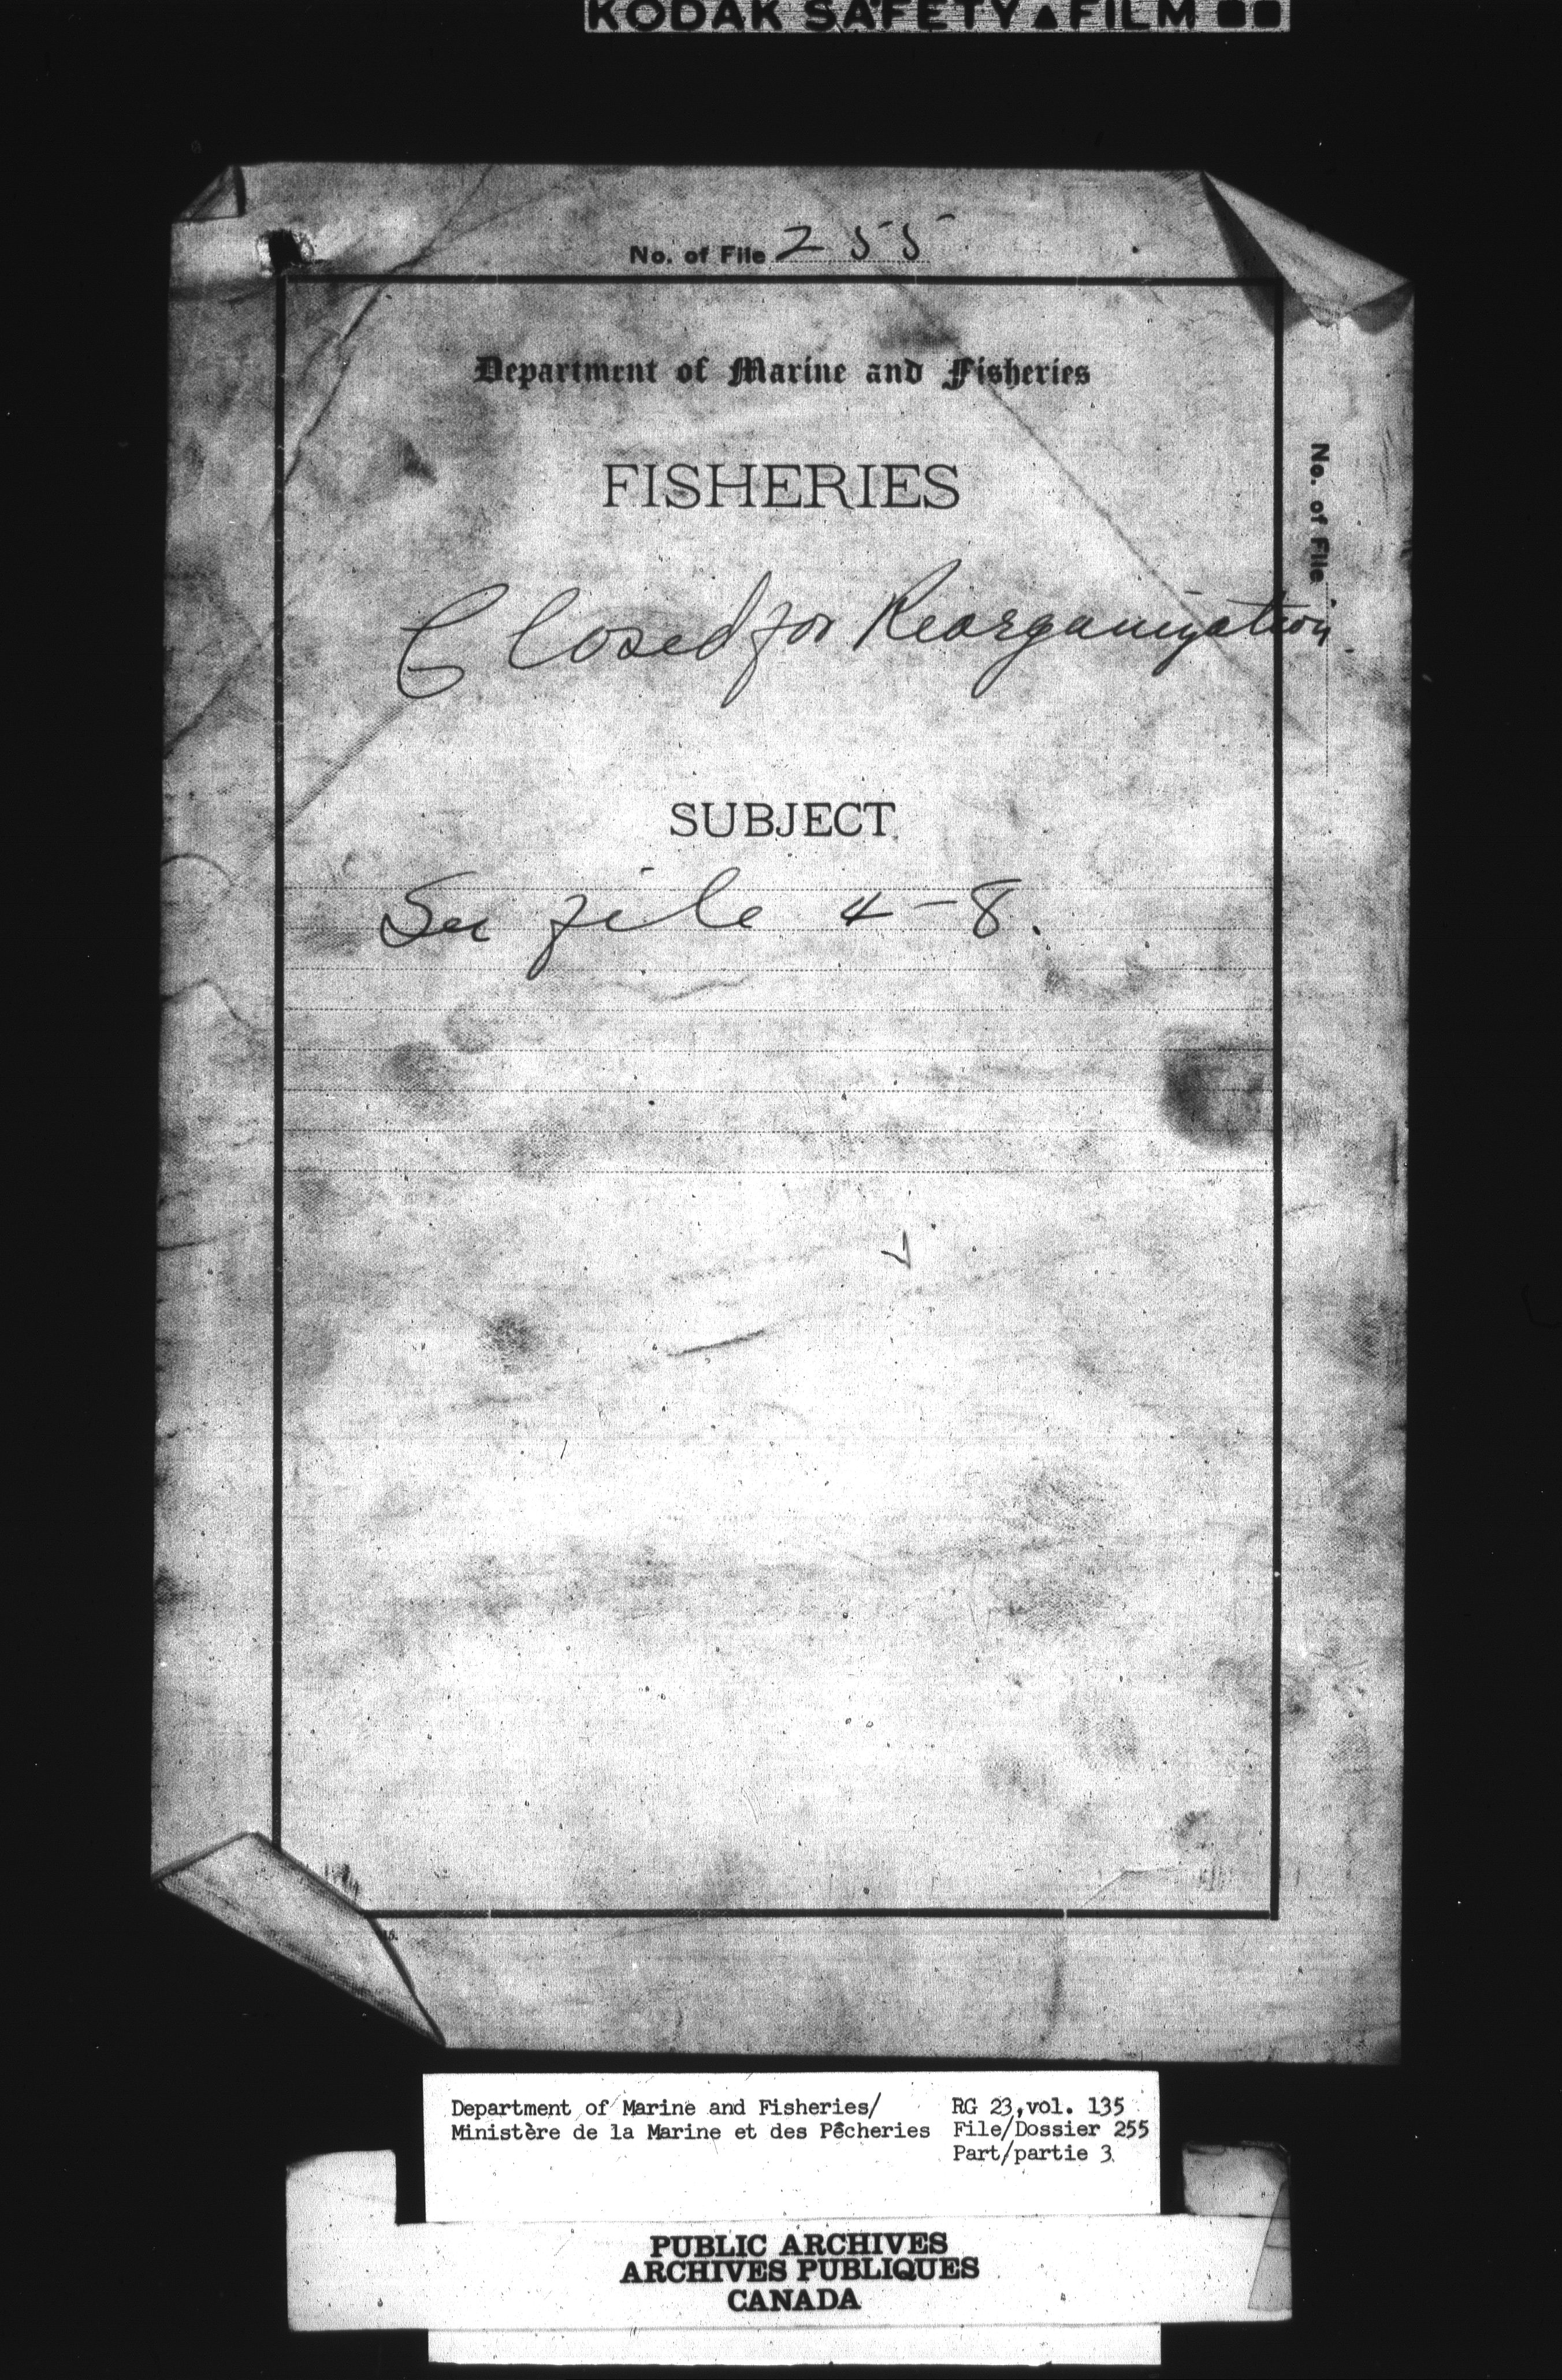 KODAK SAFETY ▲ FILM
No. of File 255
Department of Marine and Fisheries
FISHERIES
No. of File
Closed for Reorganization
SUBJECT
See file 4-8.
Department of Marine and Fisheries/
Ministère de la Marine et des Pêcheries
RG 23, vol. 135
File/Dossier 255
Part/partie 3
PUBLIC ARCHIVES
ARCHIVES PUBLIQUES
CANADA